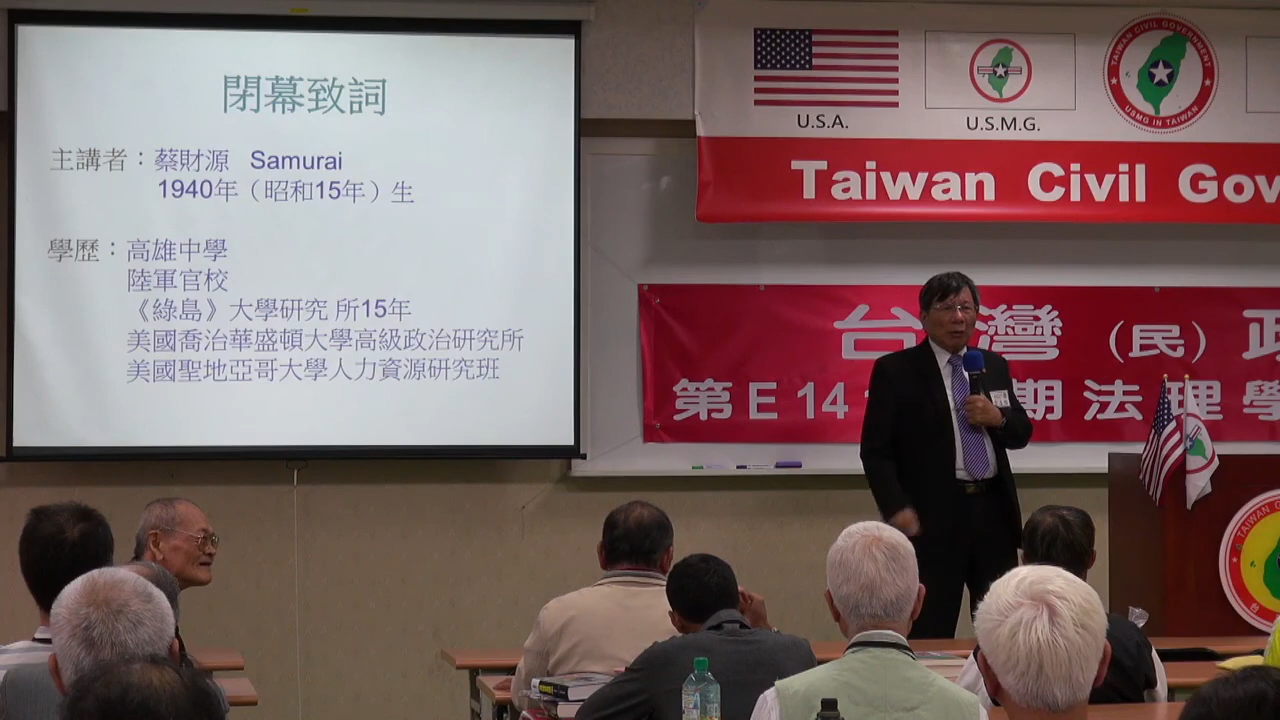 閉幕致詞
主講者：蔡財源 Samurai
1940年（昭和15年）生
學歷：高雄中學
陸軍官校
《綠島》大學研究 所15年
美國喬治華盛頓大學高級政治研究所
美國聖地亞哥大學人力資源研究班
U.S.A.
U.S.M.G.
TAIWAN CIVIL GOVERNMENT
USMG IN TAIWAN
Taiwan Civil Gov
台灣（民）政
第E14 期法理學
TAIWAN C
台